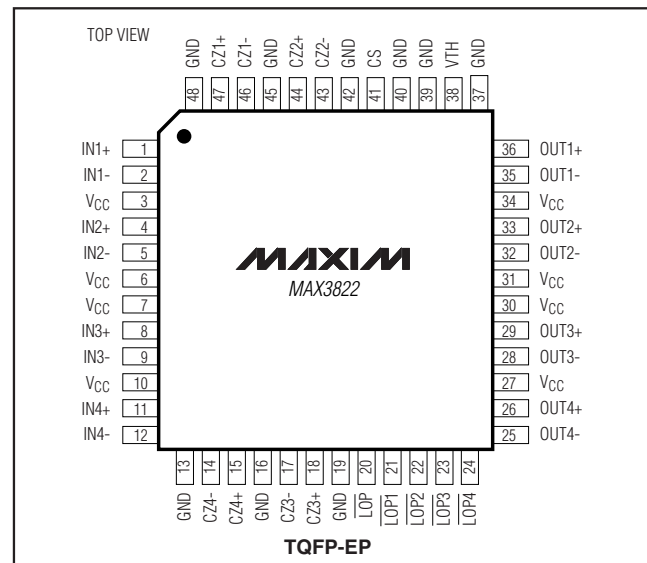 TOP VIEW
GND CZ1+ CZ1- GND CZ2+ CZ2- GND CS GND GND VTH GND
48 47 46 45 44 43 42 41 40 39 38 37
IN1+ 1 36 OUT1+
IN1- 2 35 OUT1-
VCC 3 34 VCC
IN2+ 4 33 OUT2+
IN2- 5 32 OUT2-
VCC 6 31 VCC
MAXIM
MAX3822
VCC 7 30 VCC
IN3+ 8 29 OUT3+
IN3- 9 28 OUT3-
VCC 10 27 VCC
IN4+ 11 26 OUT4+
IN4- 12 25 OUT4-
13 14 15 16 17 18 19 20 21 22 23 24
GND CZ4- CZ4+ GND CZ3- CZ3+ GND LOP LOP1 LOP2 LOP3 LOP4
TQFP-EP